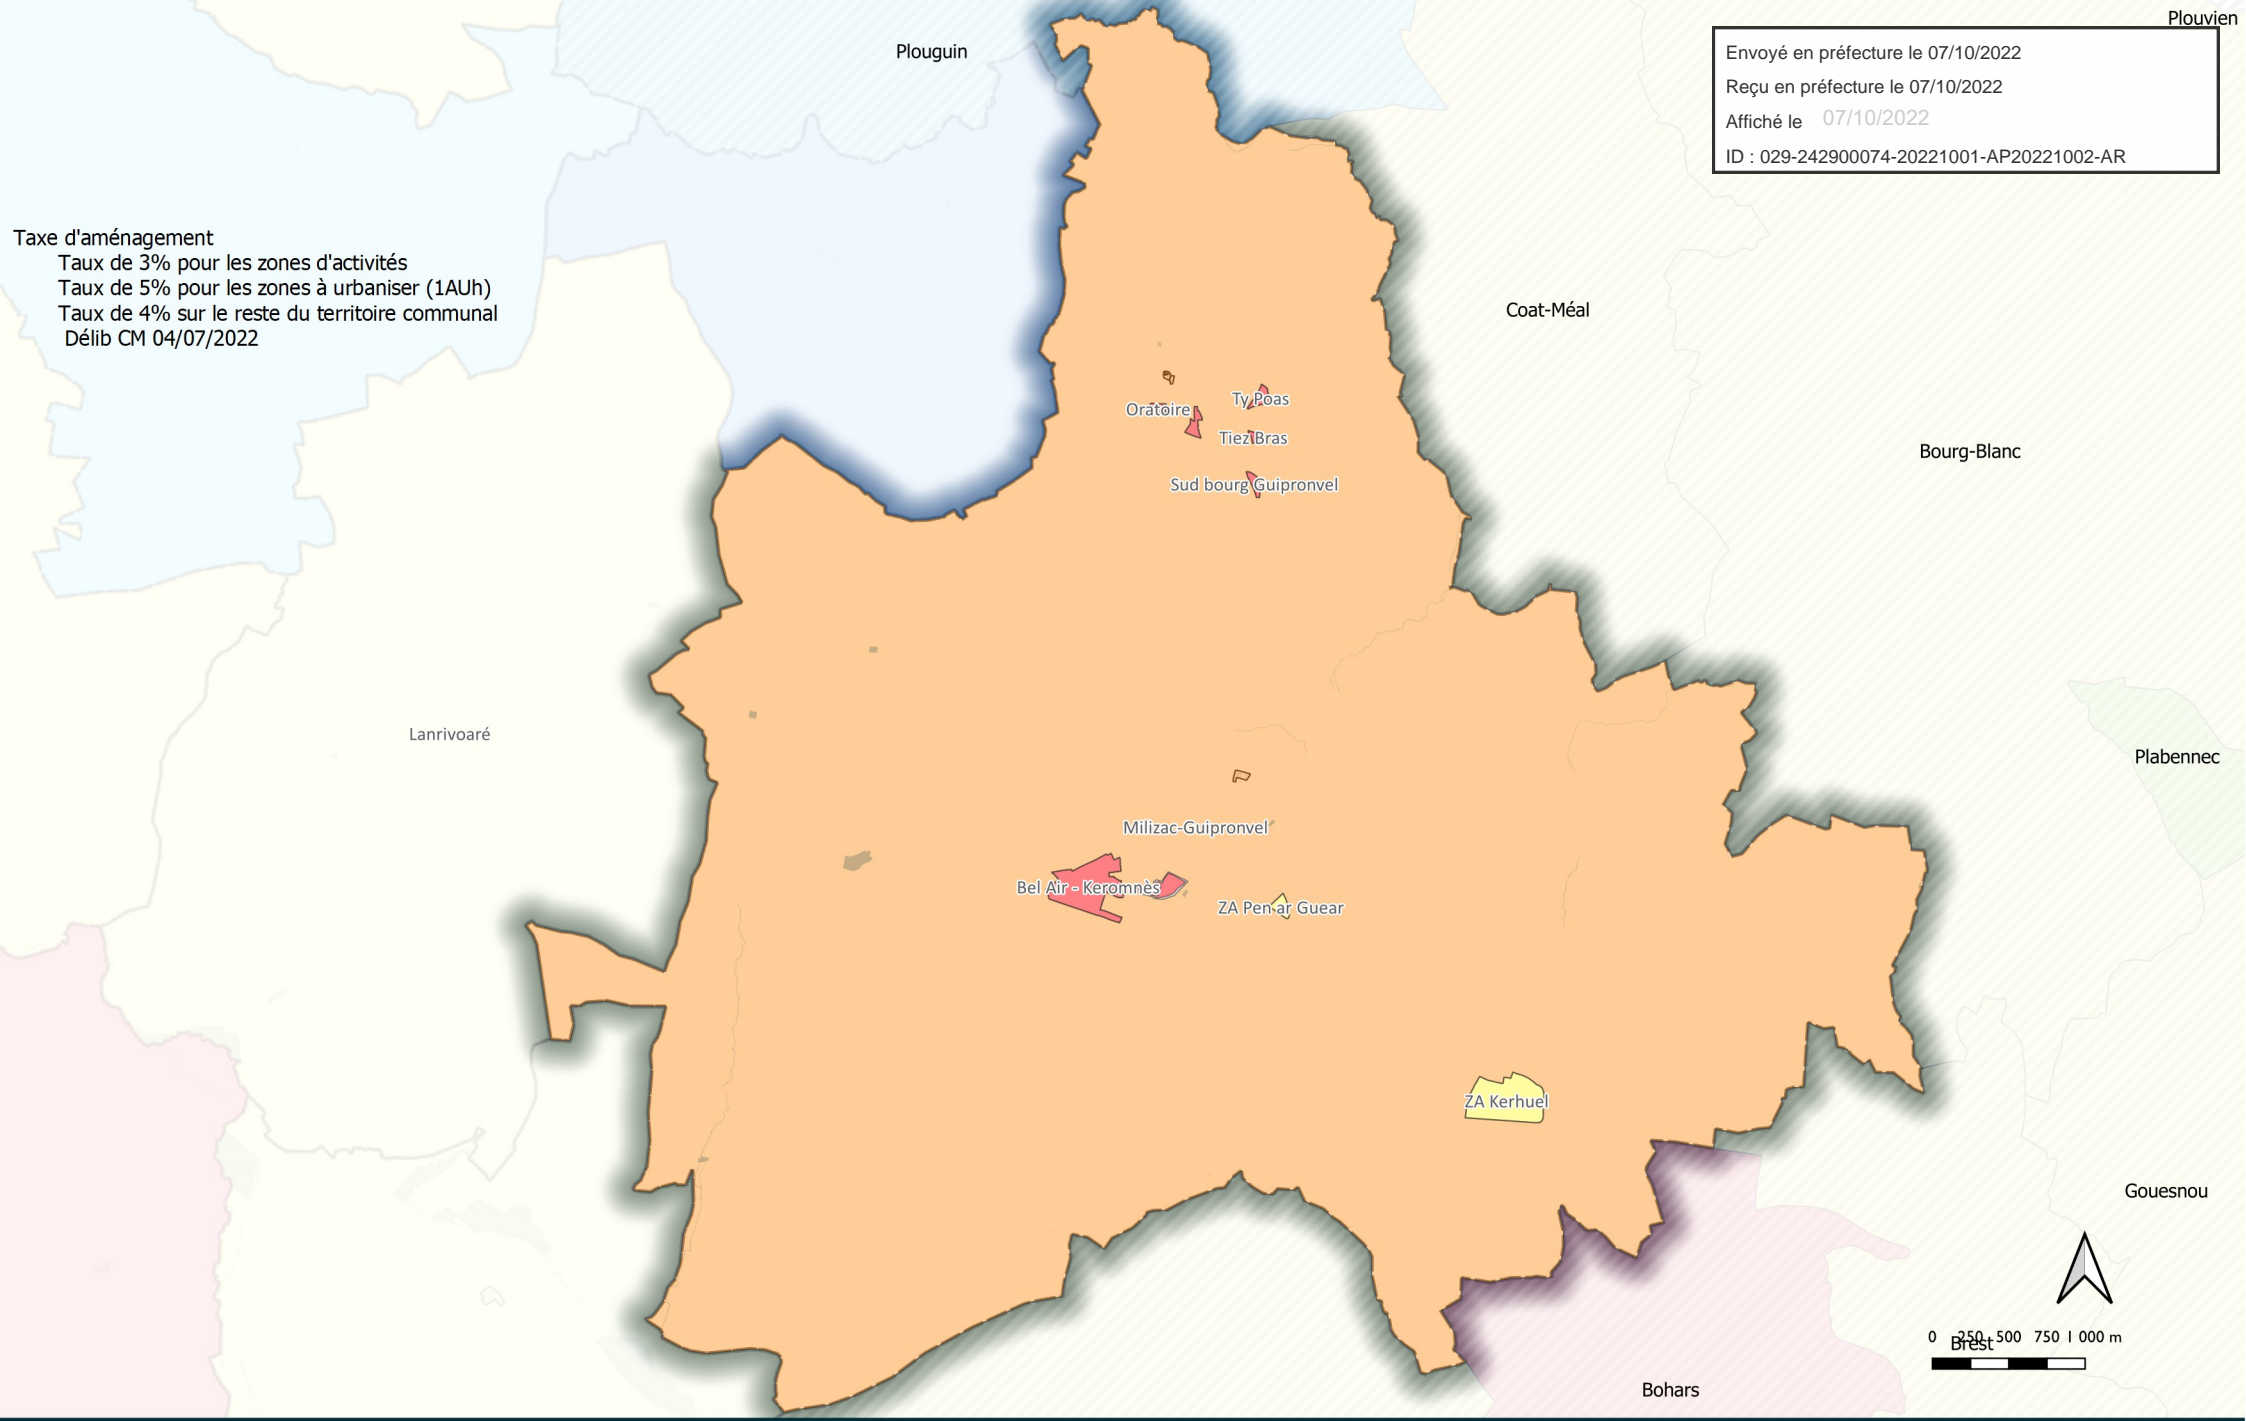 Plouvien
Envoyé en préfecture le 07/10/2022
Reçu en préfecture le 07/10/2022
Affiché le 07/10/2022
ID : 029-242900074-20221001-AP20221002-AR
Plouguin
Taxe d'aménagement
Taux de 3% pour les zones d'activités
Taux de 5% pour les zones à urbaniser (1AUh)
Taux de 4% sur le reste du territoire communal
Délib CM 04/07/2022
Coat-Méal
Ty Poas
Oratoire
Tiez Bras
Bourg-Blanc
Sud bourg Guipronvel
Lanrivoaré
Plabennec
Milizac-Guipronvel
Bel Air - Keromnès
ZA Pen ar Guear
ZA Kerhuel
Gouesnou
0 250 500 750 1 000 m
Brest
Bohars